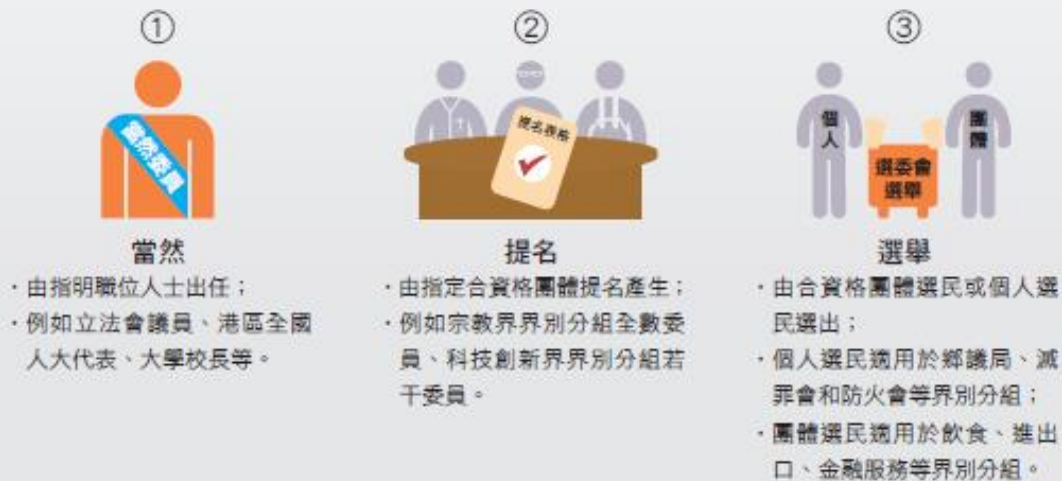 ①
當然委員
當然
・由指明職位人士出任；
・例如立法會議員、港區全國
人大代表、大學校長等。
②
提名表格
提名
・由指定合資格團體提名產生；
・例如宗教界界別分組全數委
員、科技創新界界別分組若
干委員。
③
個人
團體
選委會
選舉
選舉
・由合資格團體選民或個人選
民選出；
・個人選民適用於鄉議局、滅
罪會和防火會等界別分組；
・團體選民適用於飲食、進出
口、金融服務等界別分組。